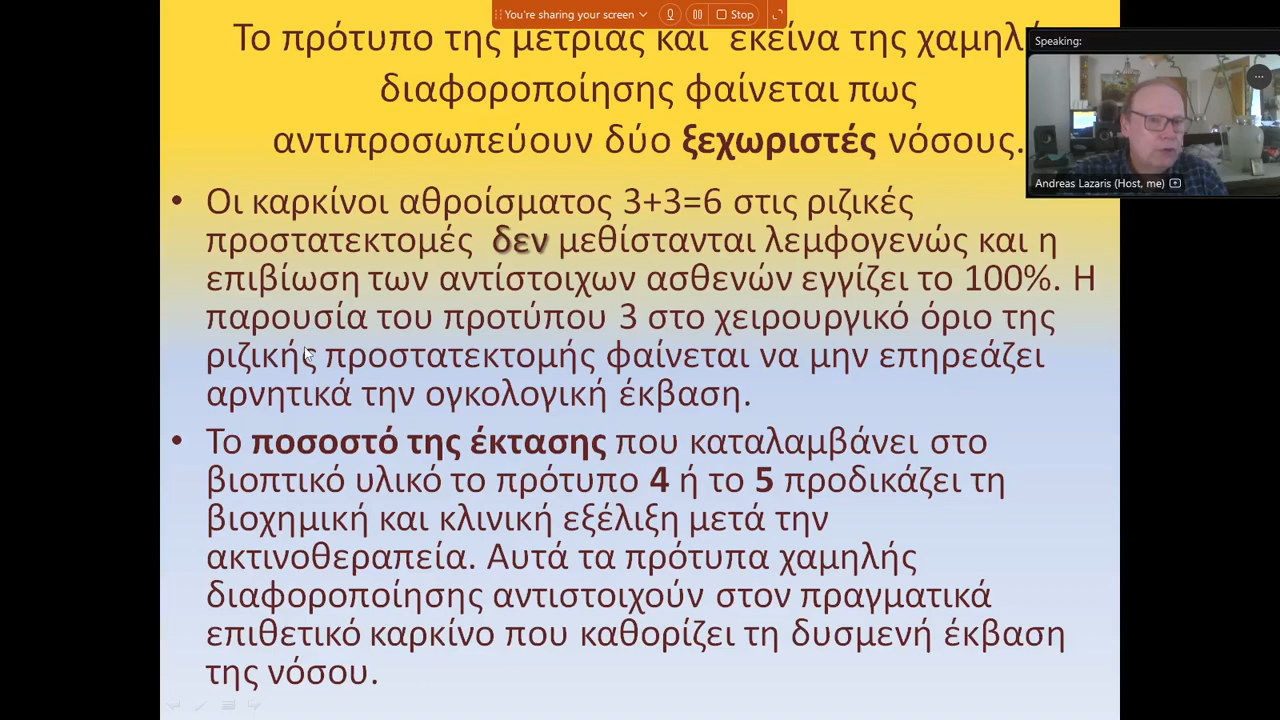 You're sharing your screen
Stop
Το πρότυπο της μέτριας και εκείνα της
διαφοροποίησης φαίνεται πως
αντιπροσωπεύουν δύο ξεχωριστές νόσους.
Speaking:
Andreas Lazaris (Host, me)
• Οι καρκίνοι αθροίσματος 3+3=6 στις ριζικές
προστατεκτομές δεν μεθίστανται λεμφογενώς και η
επιβίωση των αντίστοιχων ασθενών εγγίζει το 100%. Η
παρουσία του προτύπου 3 στο χειρουργικό όριο της
ριζικής προστατεκτομής φαίνεται να μην επηρεάζει
αρνητικά την ογκολογική έκβαση.
• Το ποσοστό της έκτασης που καταλαμβάνει στο
βιοπτικό υλικό το πρότυπο 4 ή το 5 προδικάζει τη
βιοχημική και κλινική εξέλιξη μετά την
ακτινοθεραπεία. Αυτά τα πρότυπα χαμηλής
διαφοροποίησης αντιστοιχούν στον πραγματικά
επιθετικό καρκίνο που καθορίζει τη δυσμενή έκβαση
της νόσου.